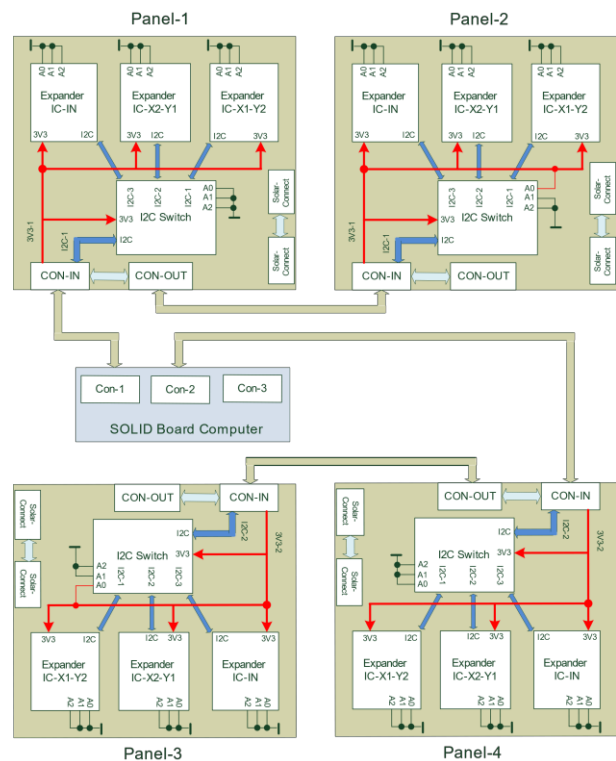 Panel-1
Panel-2
A0 A1 A2
A0 A1 A2
A0 A1 A2
A0 A1 A2
A0 A1 A2
A0 A1 A2
Expander IC-IN
Expander IC-X2-Y1
Expander IC-X1-Y2
Expander IC-IN
Expander IC-X2-Y1
Expander IC-X1-Y2
3V3 I2C
3V3 I2C
I2C 3V3
3V3 I2C
3V3 I2C
I2C 3V3
I2C-3 I2C-2 I2C-1
A0
A1
A2
I2C-3 I2C-2 I2C-1
A0
A1
A2
Solar-Connect
Solar-Connect
3V3
I2C Switch
I2C
3V3
I2C Switch
I2C
Solar-Connect
Solar-Connect
3V3-1
I2C-1
3V3-1
I2C-1
CON-IN
CON-OUT
CON-IN
CON-OUT
Con-1
Con-2
Con-3
SOLID Board Computer
CON-OUT
CON-IN
CON-OUT
CON-IN
Solar-Connect
Solar-Connect
I2C
I2C-2
3V3-2
3V3
I2C Switch
A2
A1
A0
I2C-1 I2C-2 I2C-3
Solar-Connect
Solar-Connect
I2C
I2C-2
3V3-2
3V3
I2C Switch
A2
A1
A0
I2C-1 I2C-2 I2C-3
3V3 I2C
I2C 3V3
I2C 3V3
3V3 I2C
I2C 3V3
I2C 3V3
Expander IC-X1-Y2
Expander IC-X2-Y1
Expander IC-IN
Expander IC-X1-Y2
Expander IC-X2-Y1
Expander IC-IN
A2 A1 A0
A2 A1 A0
A2 A1 A0
A2 A1 A0
A2 A1 A0
A2 A1 A0
Panel-3
Panel-4